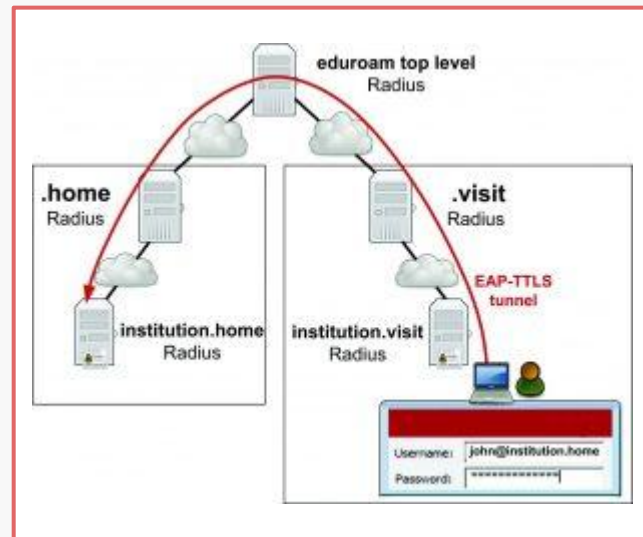 eduroam top level
Radius
.home
Radius
.visit
Radius
EAP-TTLS
tunnel
institution.home
Radius
institution.visit
Radius
Username: john@institution.home
Password: *************